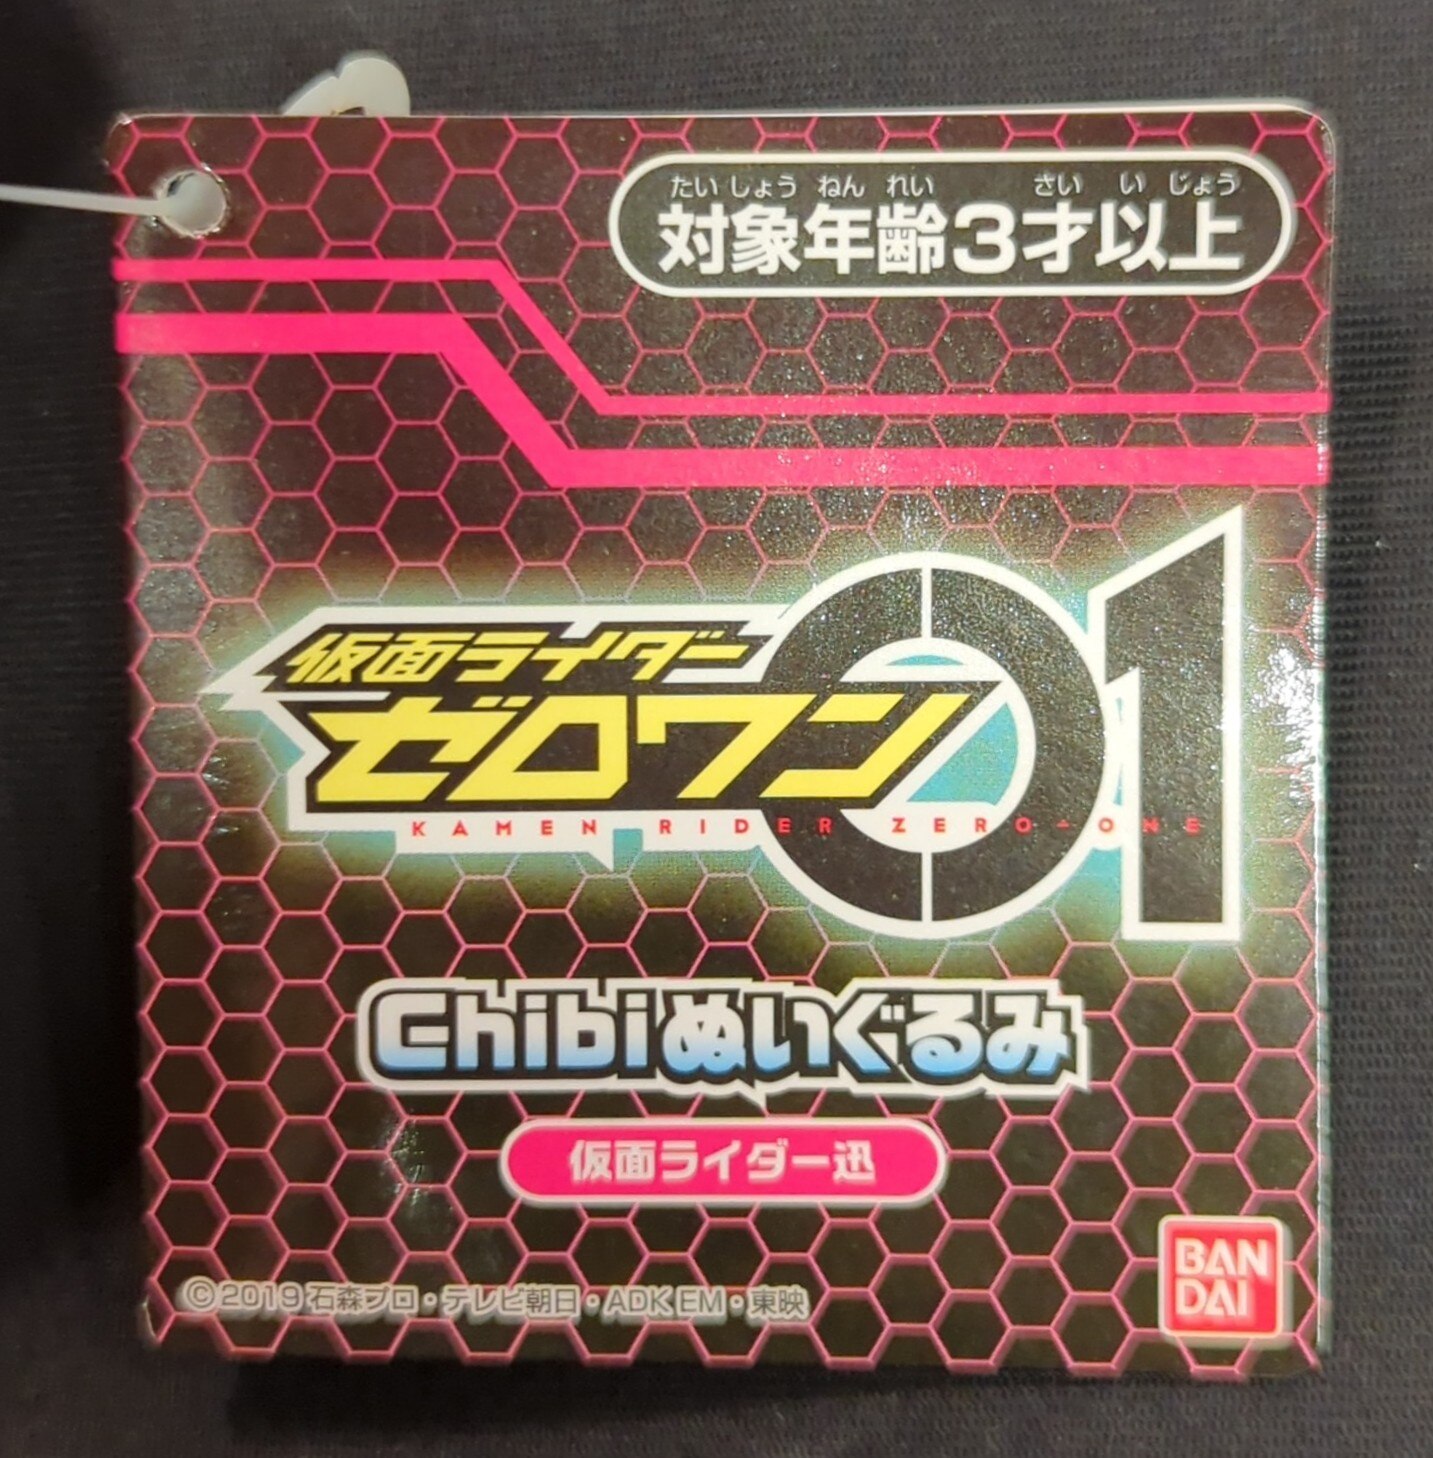 たいしょう ねん れい さい い じょう
対象年齢3才以上
仮面ライダー
ゼロワン
01
KAMEN RIDER ZERO-ONE
Chibiぬいぐるみ
仮面ライダー迅
©2019 石森プロ・テレビ朝日・ADK EM・東映
BAN
DAI